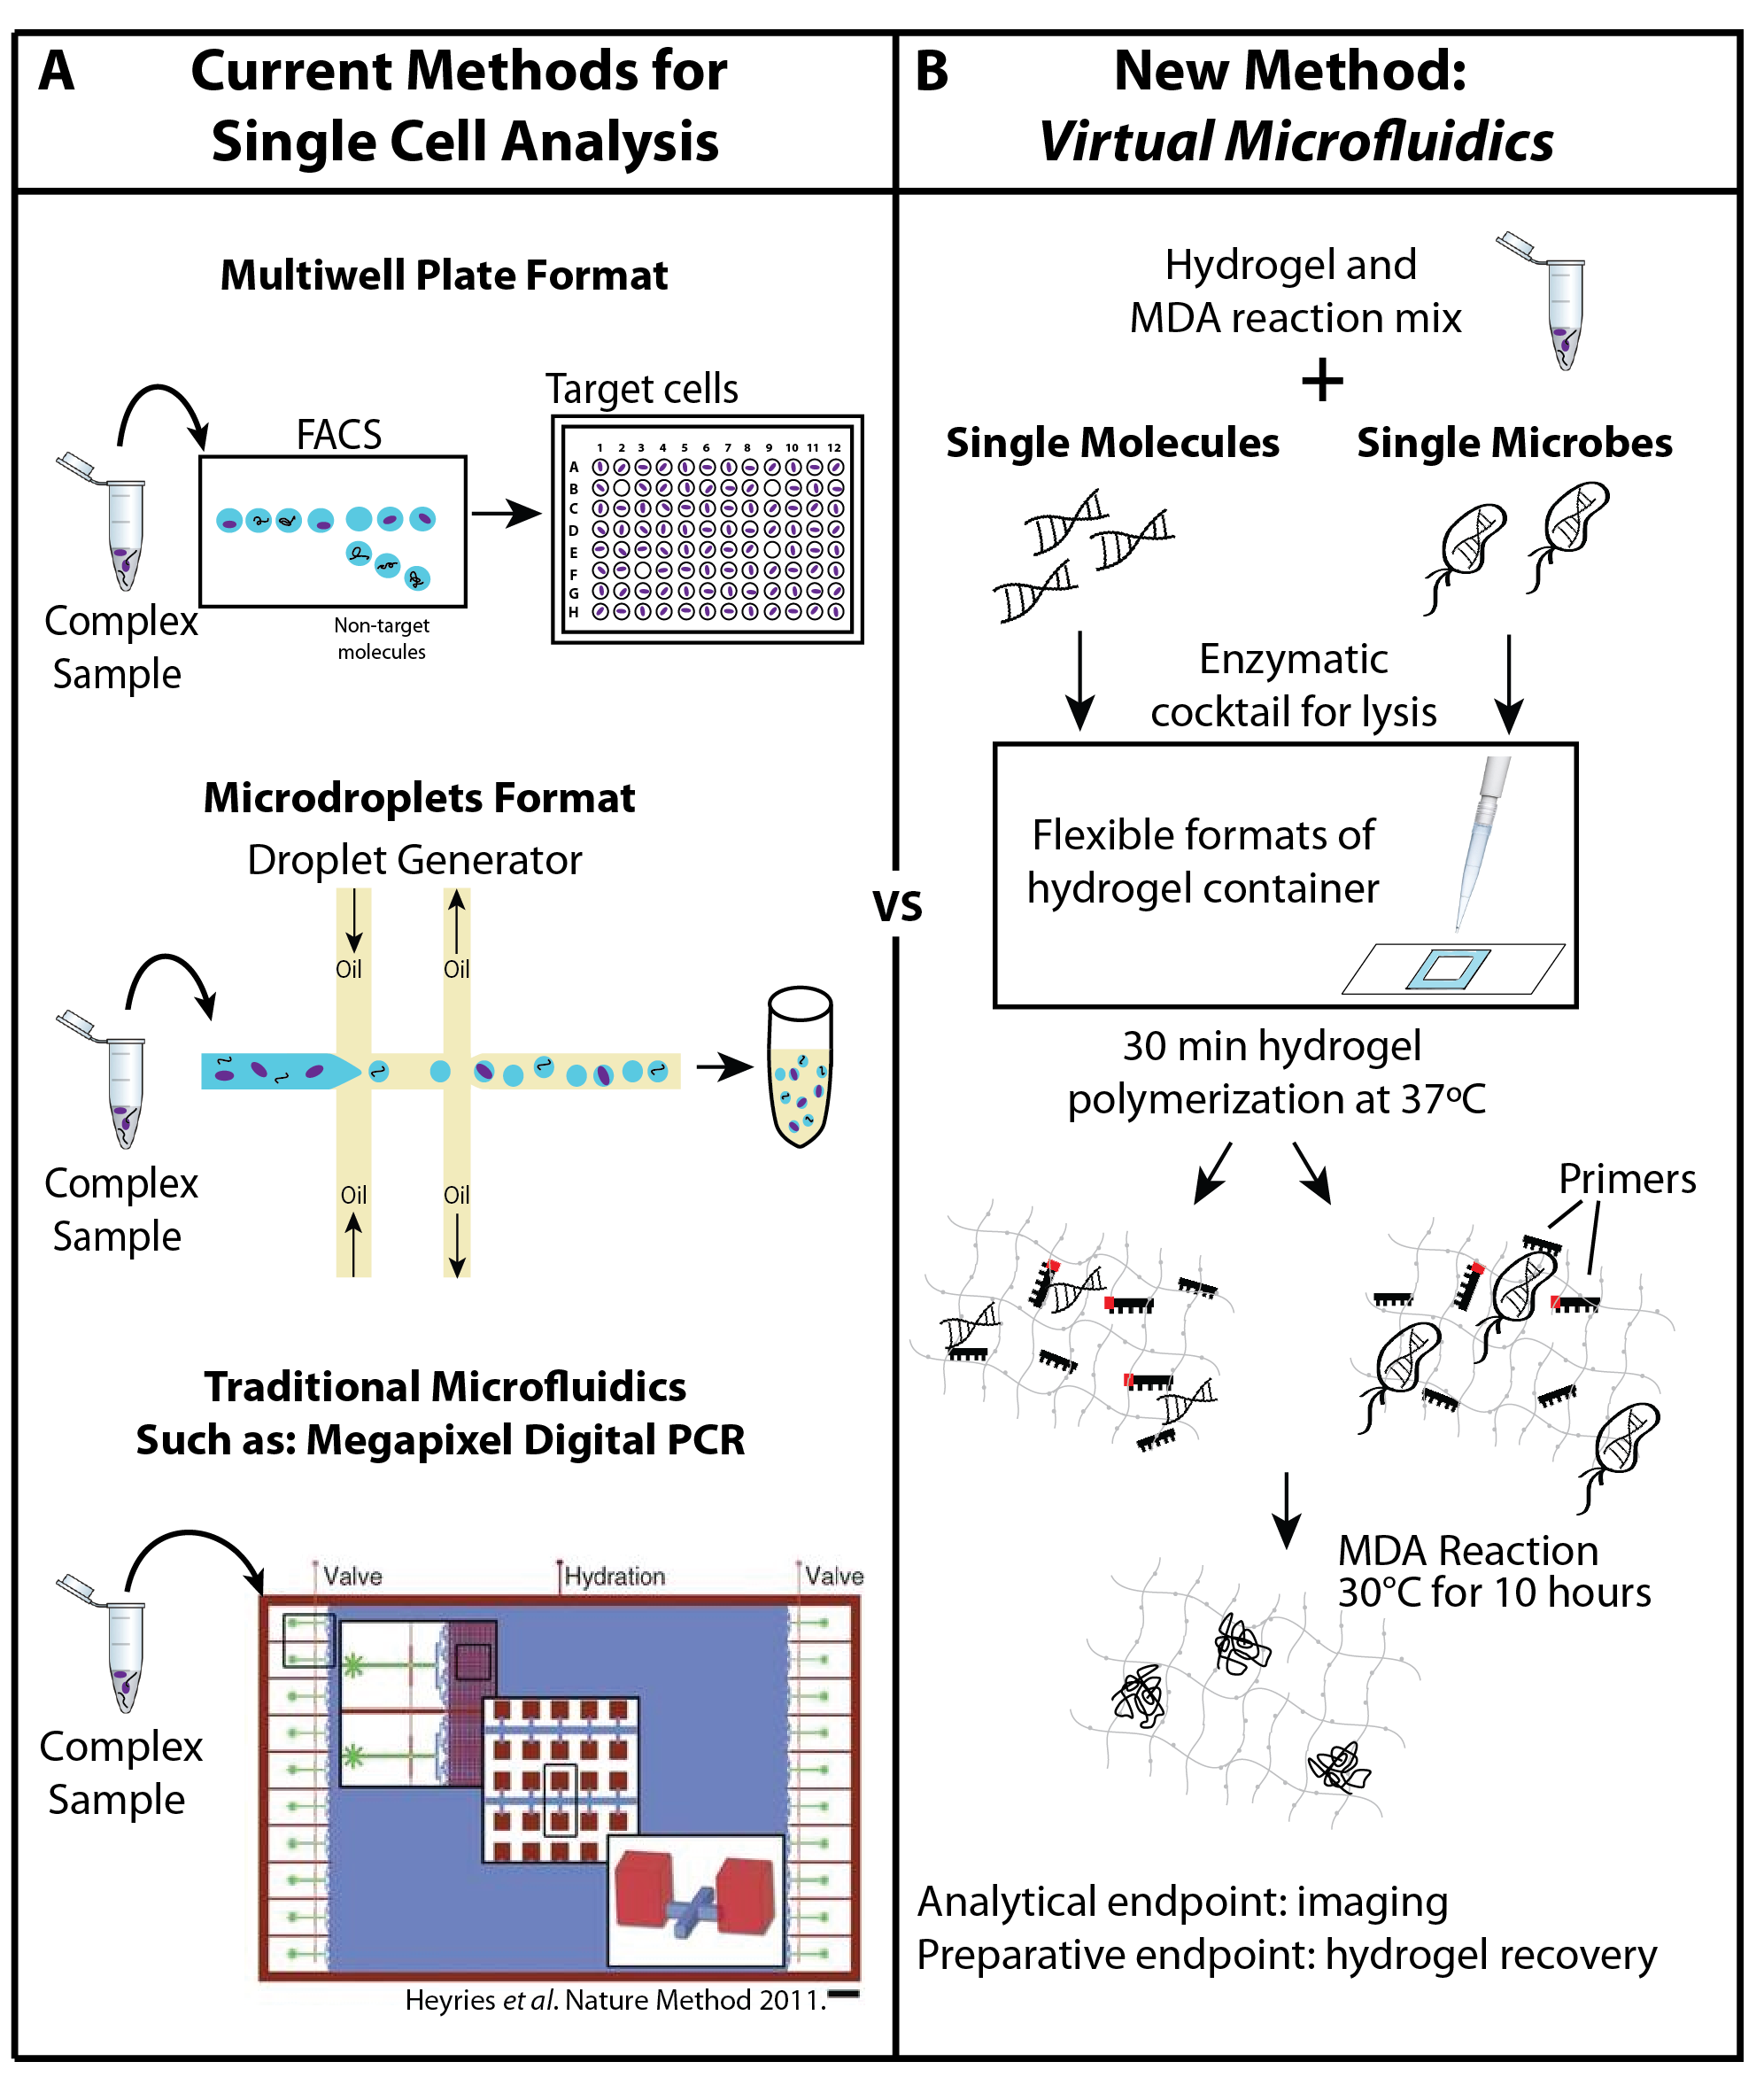 A
Current Methods for
Single Cell Analysis
Multiwell Plate Format
FACS
Target cells
1 2 3 4 5 6 7 8 9 10 11 12
A
B
C
D
E
F
G
H
Complex
Sample
Non-target
molecules
Microdroplets Format
Droplet Generator
Oil
Oil
Complex
Sample
Oil
Oil
Traditional Microfluidics
Such as: Megapixel Digital PCR
Valve
Hydration
Valve
Complex
Sample
Heyries et al. Nature Method 2011.
vs
B
New Method:
Virtual Microfluidics
Hydrogel and
MDA reaction mix
+
Single Molecules
Single Microbes
Enzymatic
cocktail for lysis
Flexible formats of
hydrogel container
30 min hydrogel
polymerization at 37ºC
Primers
MDA Reaction
30°C for 10 hours
Analytical endpoint: imaging
Preparative endpoint: hydrogel recovery